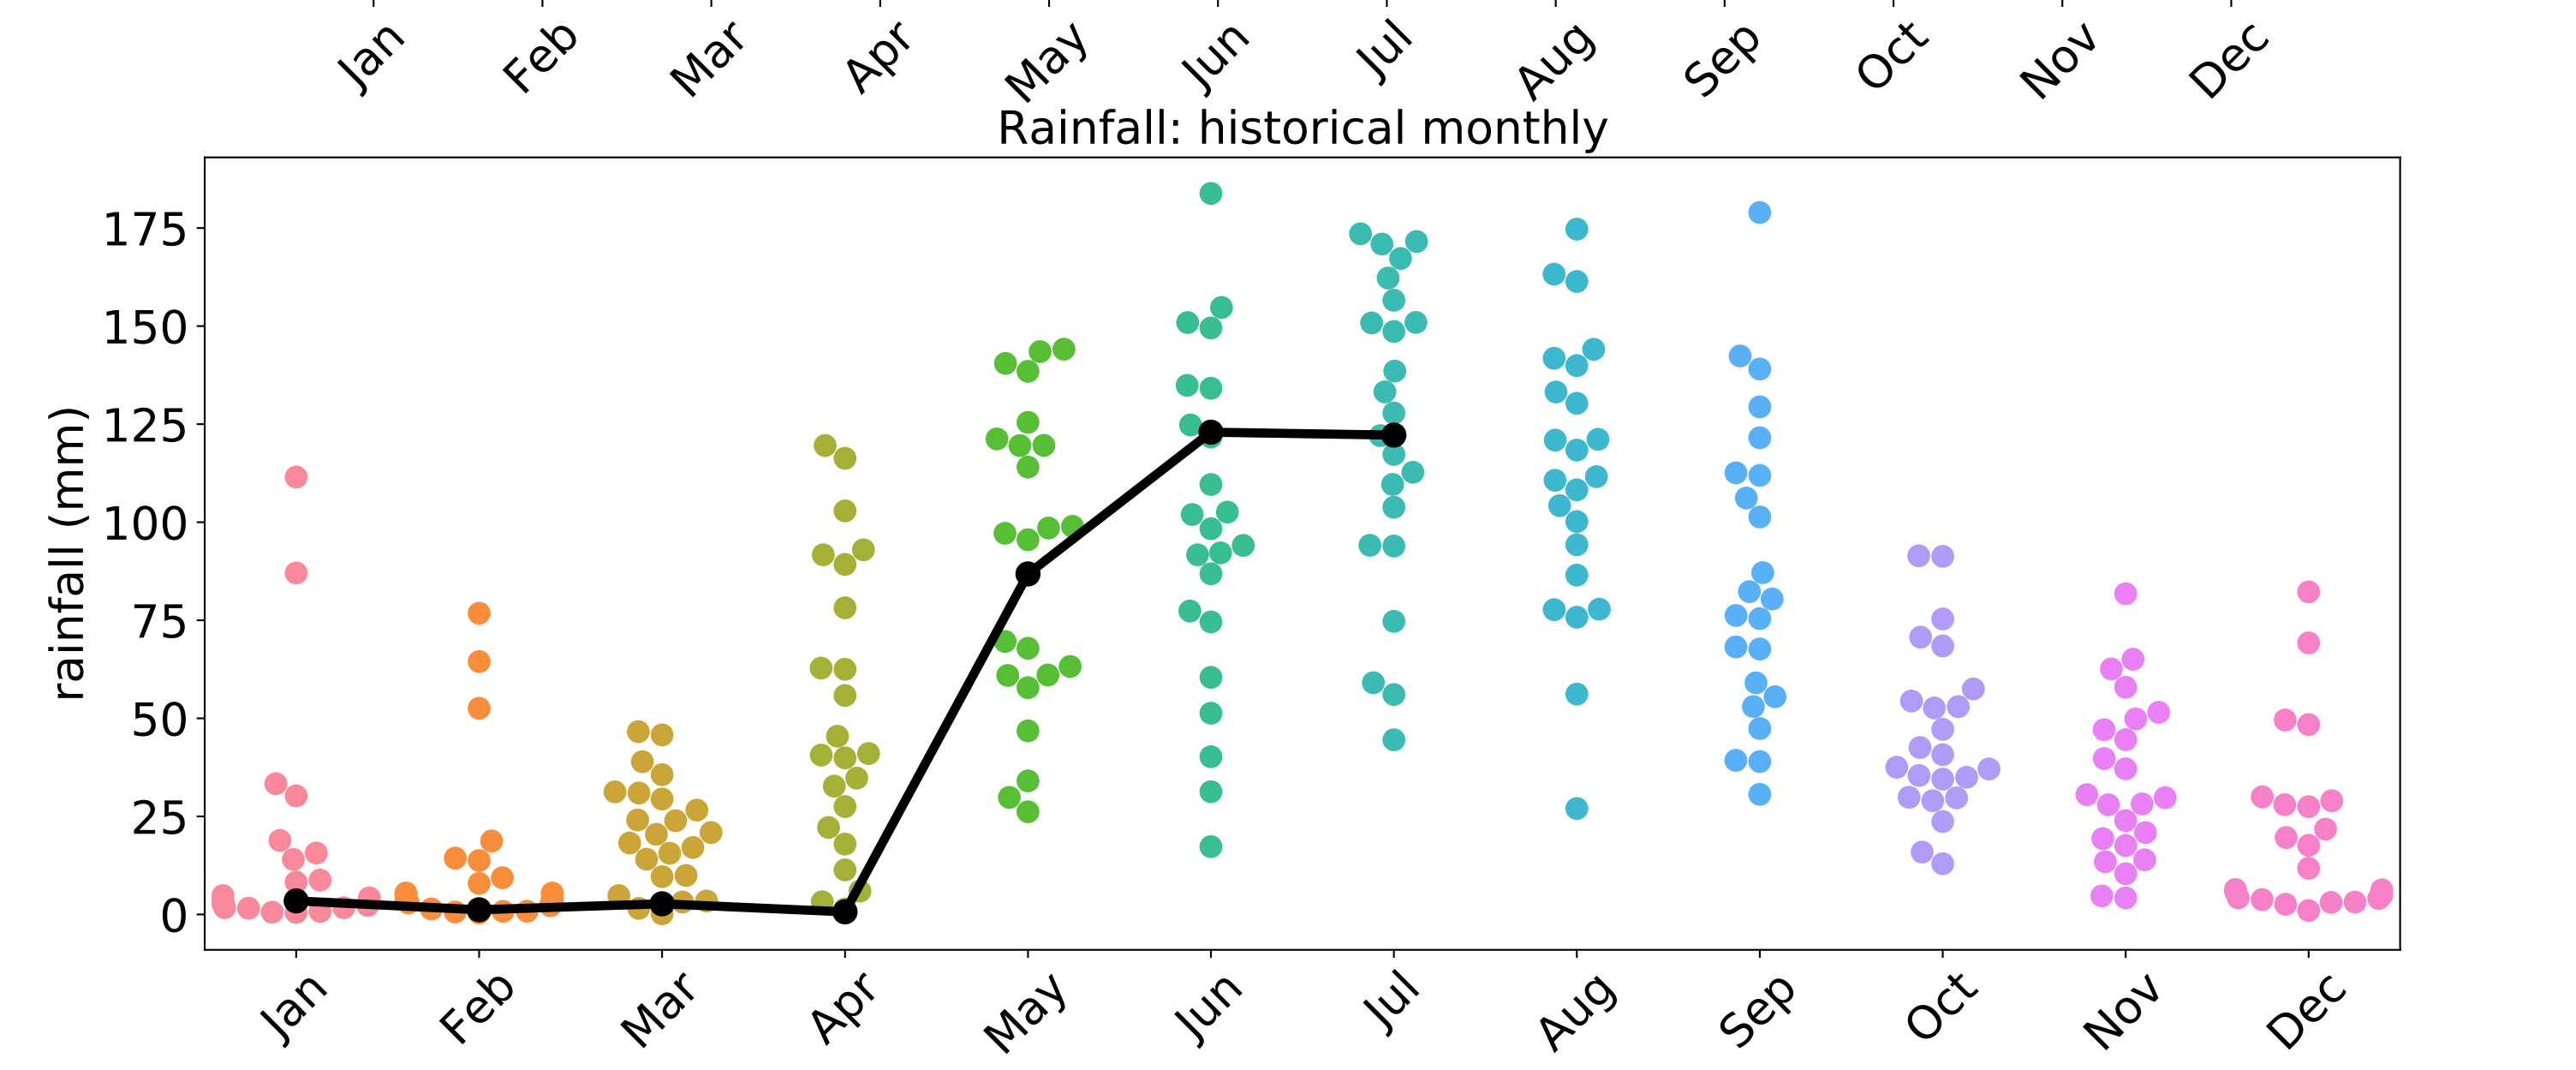 Jan Feb Mar Apr May Jun Jul Aug Sep Oct Nov Dec
Rainfall: historical monthly
rainfall (mm)
175
150
125
100
75
50
25
0
Jan Feb Mar Apr May Jun Jul Aug Sep Oct Nov Dec